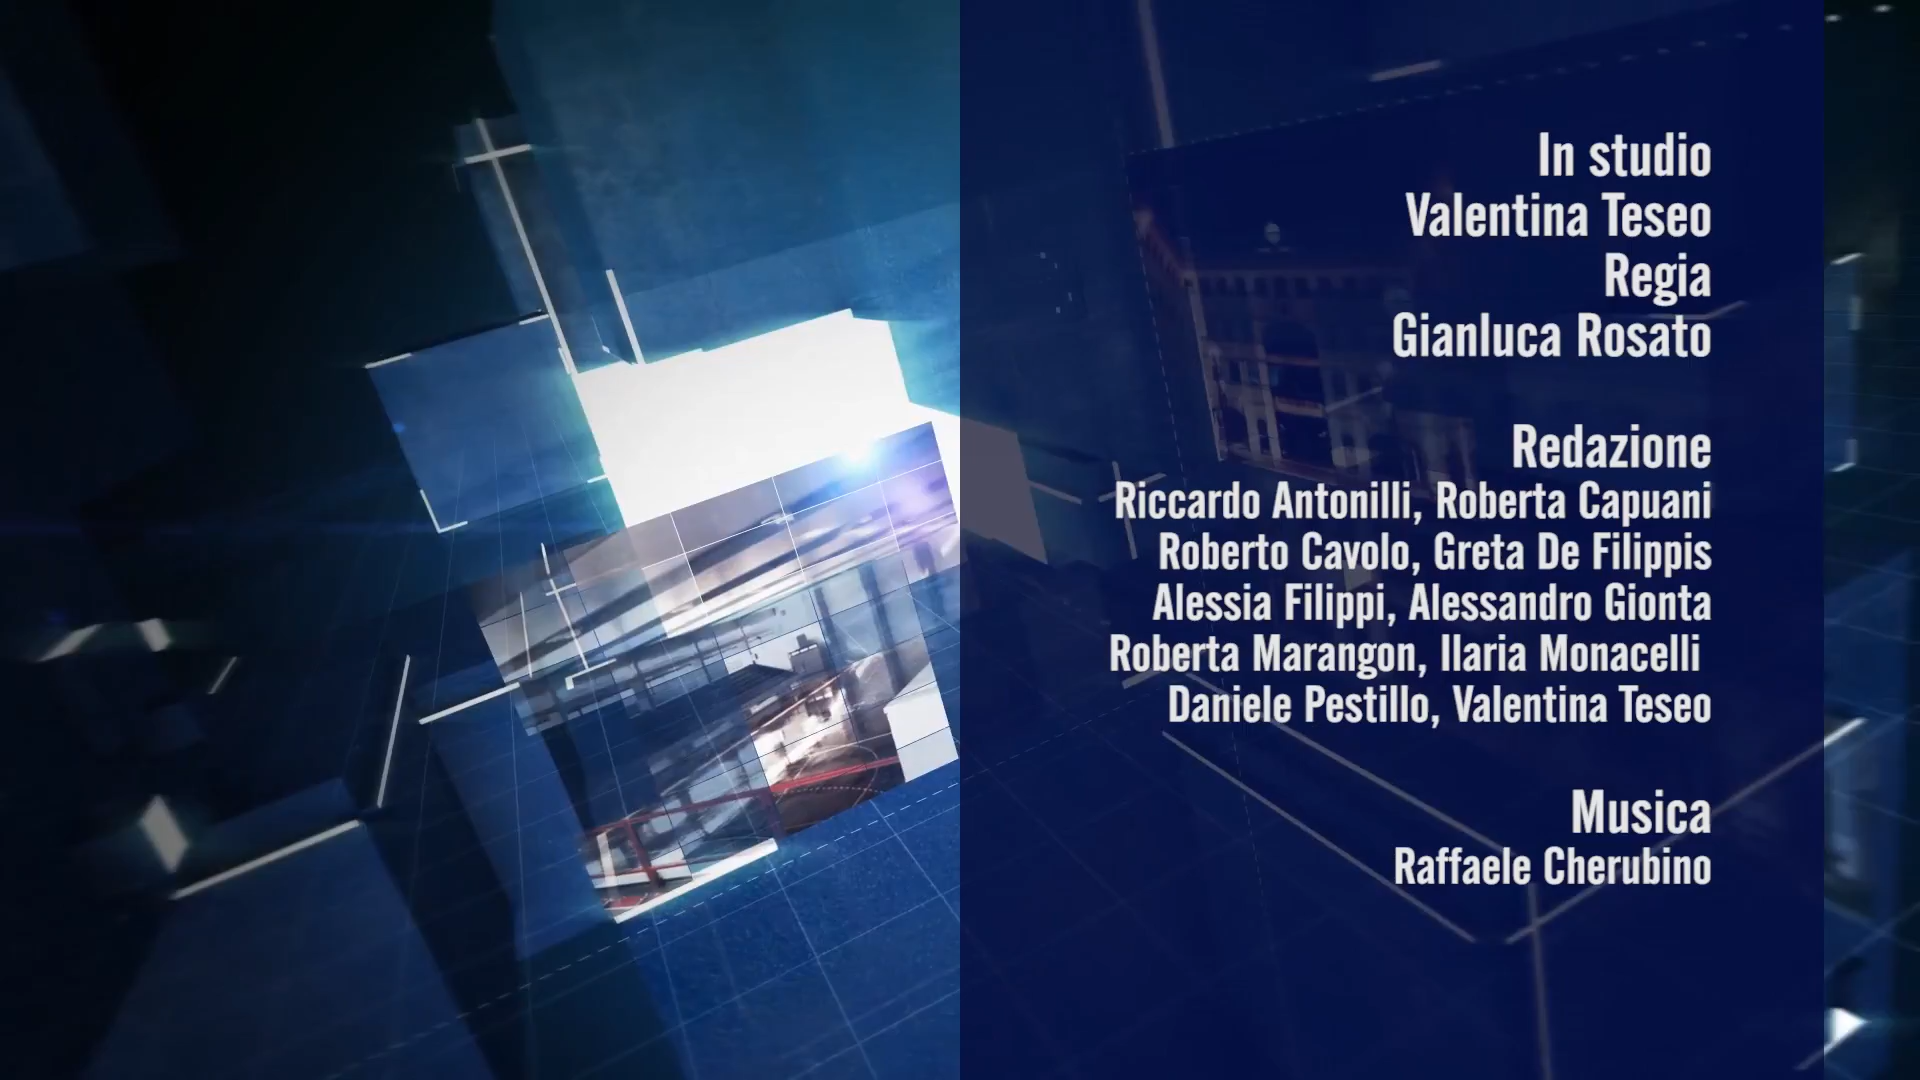 In studio
Valentina Teseo
Regia
Gianluca Rosato
Redazione
Riccardo Antonilli, Roberta Capuani
Roberto Cavolo, Greta De Filippis
Alessia Filippi, Alessandro Gionta
Roberta Marangon, Ilaria Monacelli
Daniele Pestillo, Valentina Teseo
Musica
Raffaele Cherubino